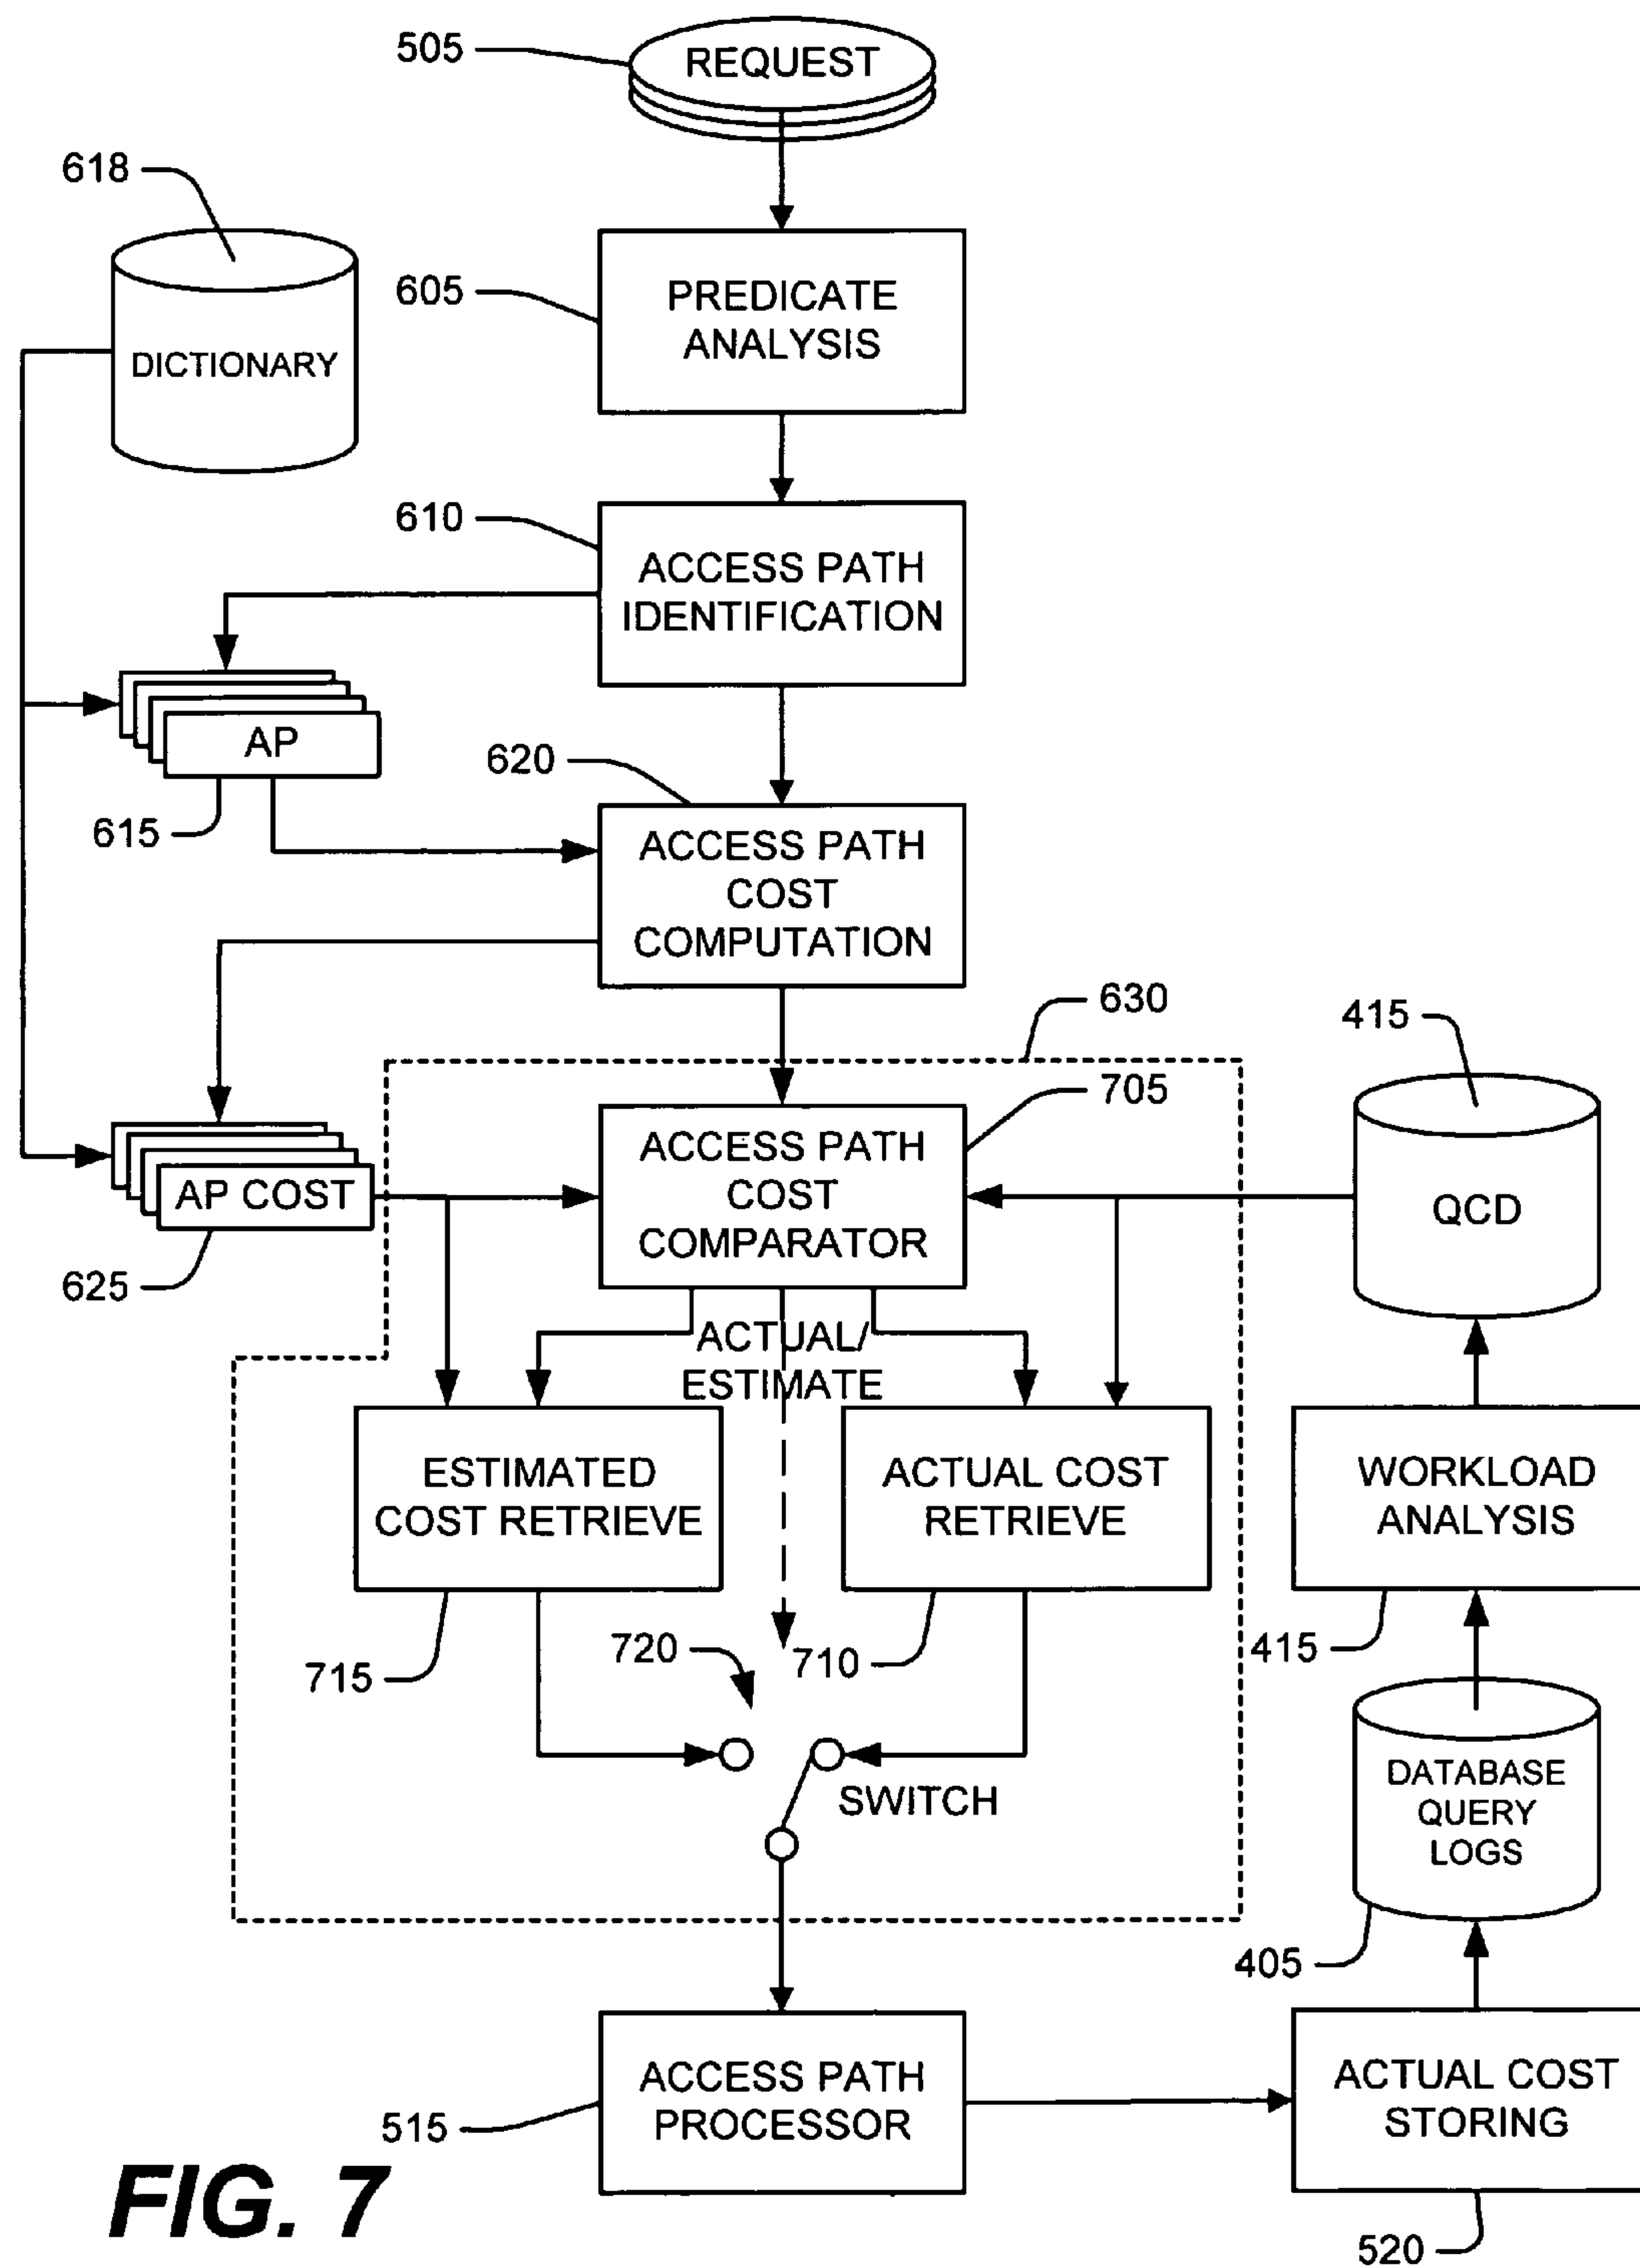 505
REQUEST
618
605
PREDICATE
ANALYSIS
DICTIONARY
610
ACCESS PATH
IDENTIFICATION
AP
615
620
ACCESS PATH
COST
COMPUTATION
630
415
705
ACCESS PATH
COST
COMPARATOR
AP COST
625
QCD
ACTUAL/
ESTIMATE
ESTIMATED
COST RETRIEVE
ACTUAL COST
RETRIEVE
WORKLOAD
ANALYSIS
715
720
710
415
SWITCH
DATABASE
QUERY
LOGS
405
ACCESS PATH
PROCESSOR
515
ACTUAL COST
STORING
520
FIG. 7